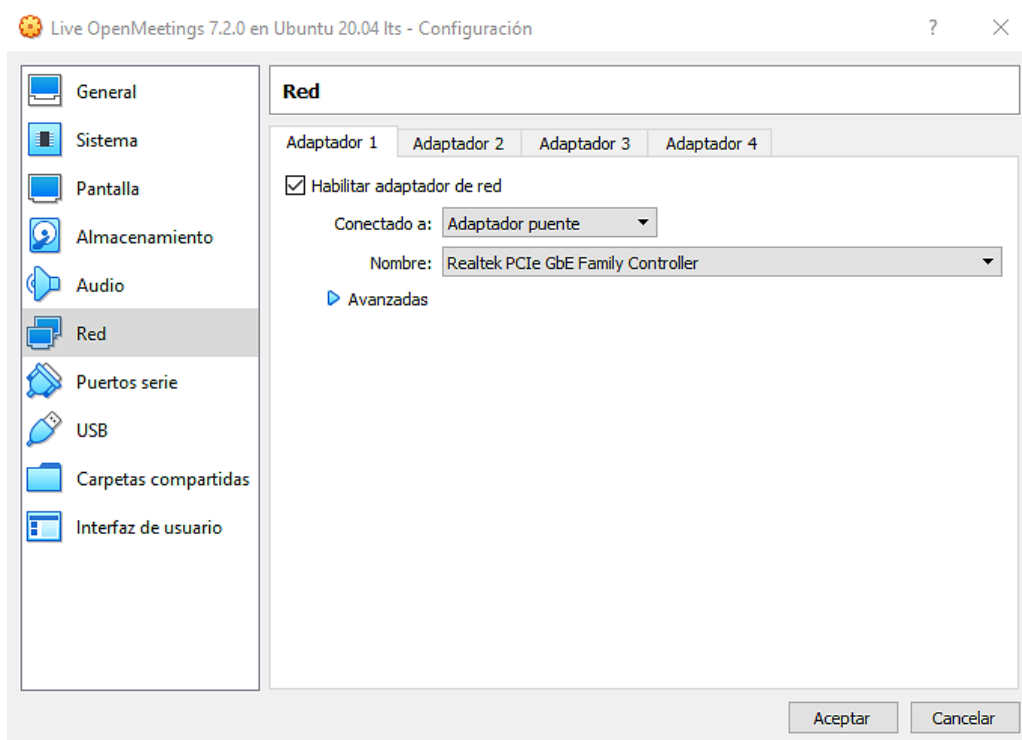 Live OpenMeetings 7.2.0 en Ubuntu 20.04 lts - Configuración
?
General
Sistema
Pantalla
Almacenamiento
Audio
Red
Puertos serie
USB
Carpetas compartidas
Interfaz de usuario
Red
Adaptador 1 Adaptador 2 Adaptador 3 Adaptador 4
Habilitar adaptador de red
Conectado a: Adaptador puente
Nombre: Realtek PCIe GbE Family Controller
Avanzadas
Aceptar Cancelar